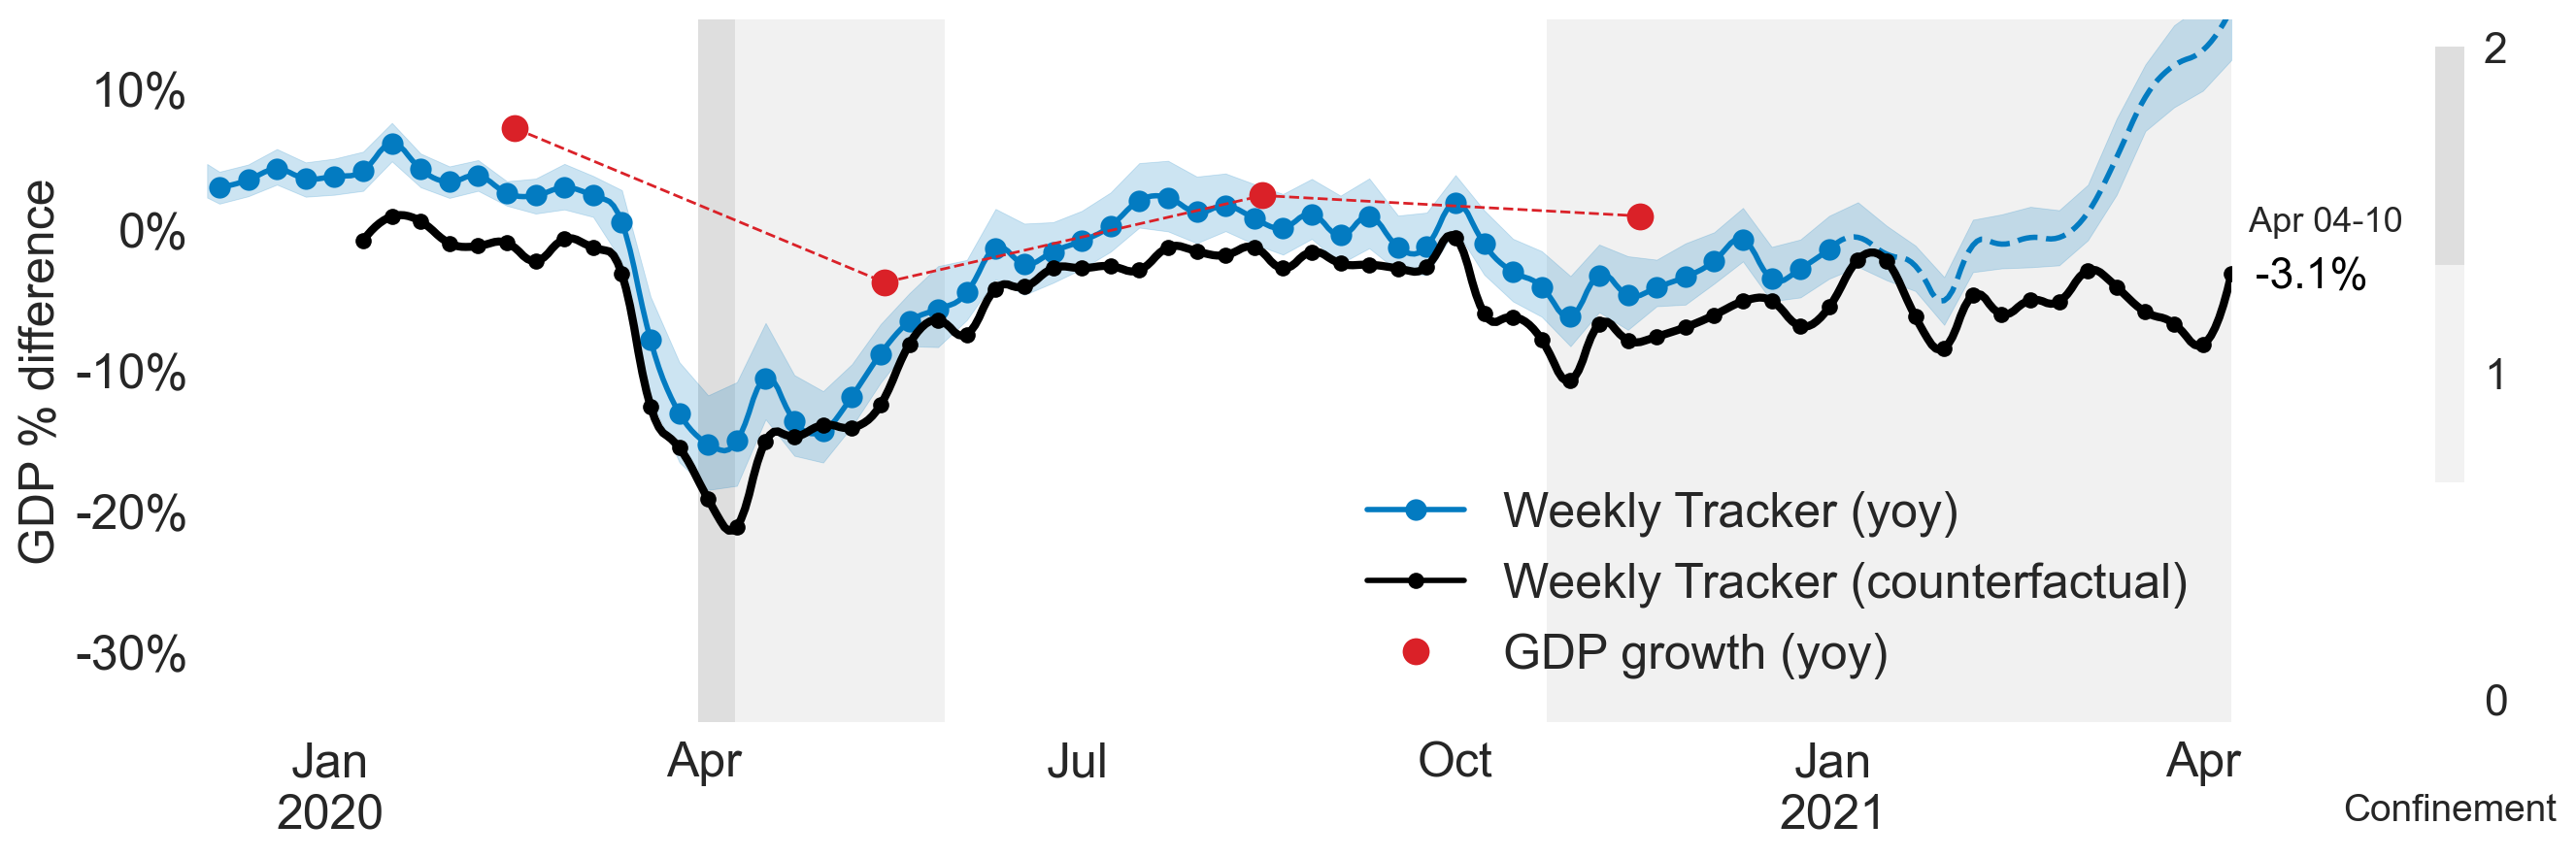 GDP % difference
10%
0%
-10%
-20%
-30%
Jan
2020
Apr
Jul
Oct
Jan
2021
Apr
Weekly Tracker (yoy)
Weekly Tracker (counterfactual)
GDP growth (yoy)
Apr 04-10
-3.1%
2
1
0
Confinement